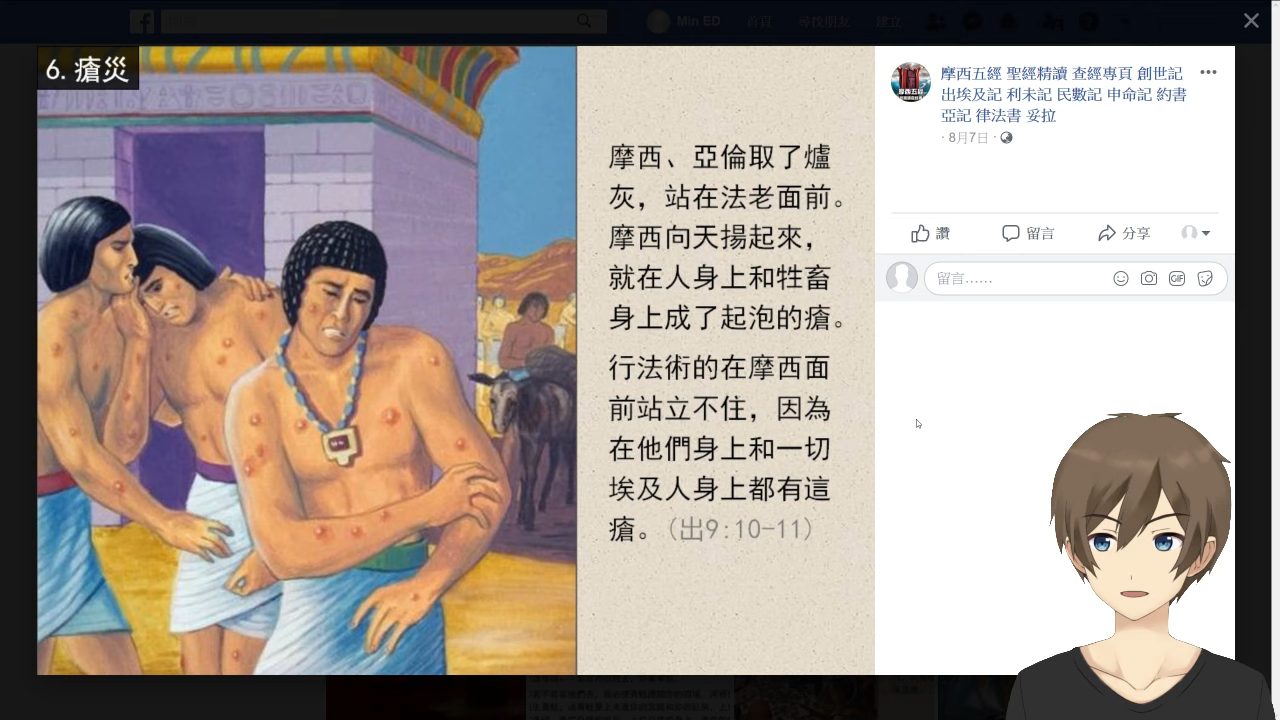 Min ED
首頁
尋找朋友
建立
6. 瘡災
摩西、亞倫取了爐
灰，站在法老面前。
摩西向天揚起來，
就在人身上和牲畜
身上成了起泡的瘡。
行法術的在摩西面
前站立不住，因為
在他們身上和一切
埃及人身上都有這
瘡。（出9:10-11）
摩西五經 聖經精讀 查經專頁 創世記
出埃及記 利未記 民數記 申命記 約書
亞記 律法書 妥拉
· 8月7日 ·
讚
留言
分享
留言......
GIF